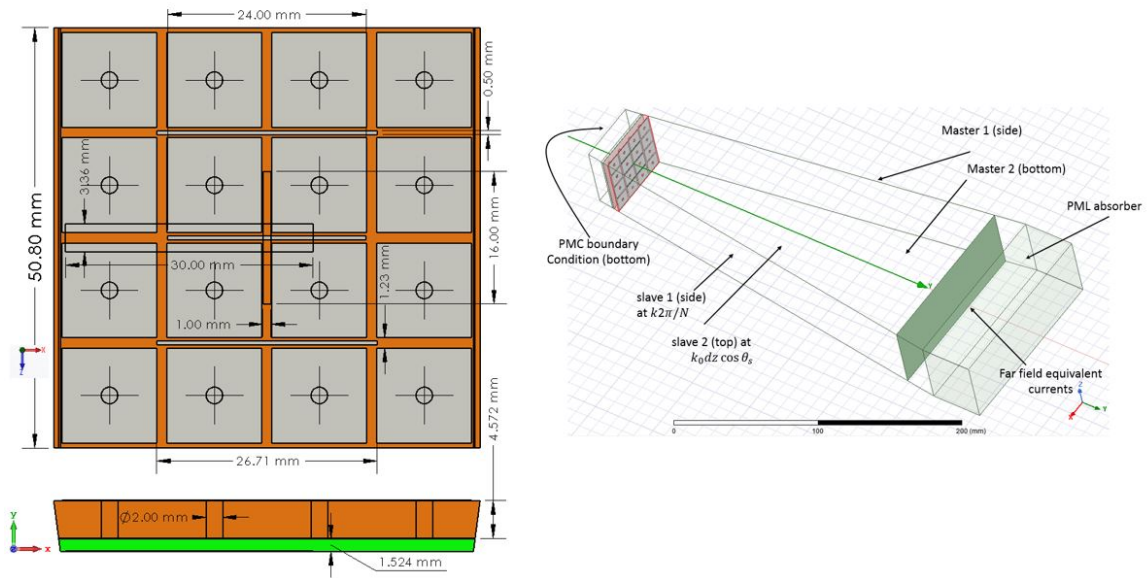 24.00 mm
50.80 mm
0.50 mm
3.36 mm
30.00 mm
16.00 mm
1.23 mm
1.00 mm
4.572 mm
X
Z
26.71 mm
Ø2.00 mm
1.524 mm
y
x
Master 1 (side)
Master 2 (bottom)
PML absorber
PMC boundary
Condition (bottom)
Y
slave 1 (side)
at k2π/N
slave 2 (top) at
k₀dz cos θₛ
Far field equivalent
currents
Z
X
Y
0
100
200 (mm)